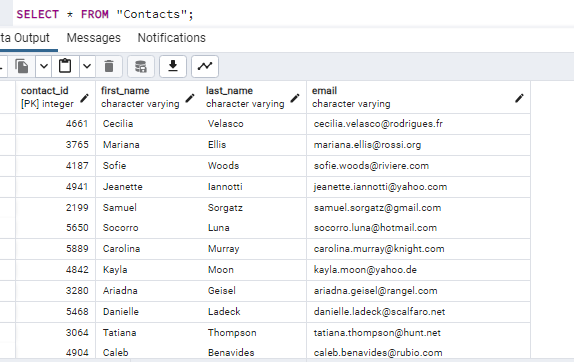 SELECT * FROM "Contacts";
ta Output Messages Notifications
contact_id first_name last_name email
[PK] integer character varying character varying character varying
4661 Cecilia Velasco cecilia.velasco@rodrigues.fr
3765 Mariana Ellis mariana.ellis@rossi.org
4187 Sofie Woods sofie.woods@riviere.com
4941 Jeanette Iannotti jeanette.iannotti@yahoo.com
2199 Samuel Sorgatz samuel.sorgatz@gmail.com
5650 Socorro Luna socorro.luna@hotmail.com
5889 Carolina Murray carolina.murray@knight.com
4842 Kayla Moon kayla.moon@yahoo.de
3280 Ariadna Geisel ariadna.geisel@rangel.com
5468 Danielle Ladeck danielle.ladeck@scalfaro.net
3064 Tatiana Thompson tatiana.thompson@hunt.net
4904 Caleb Benavides caleb.benavides@rubio.com